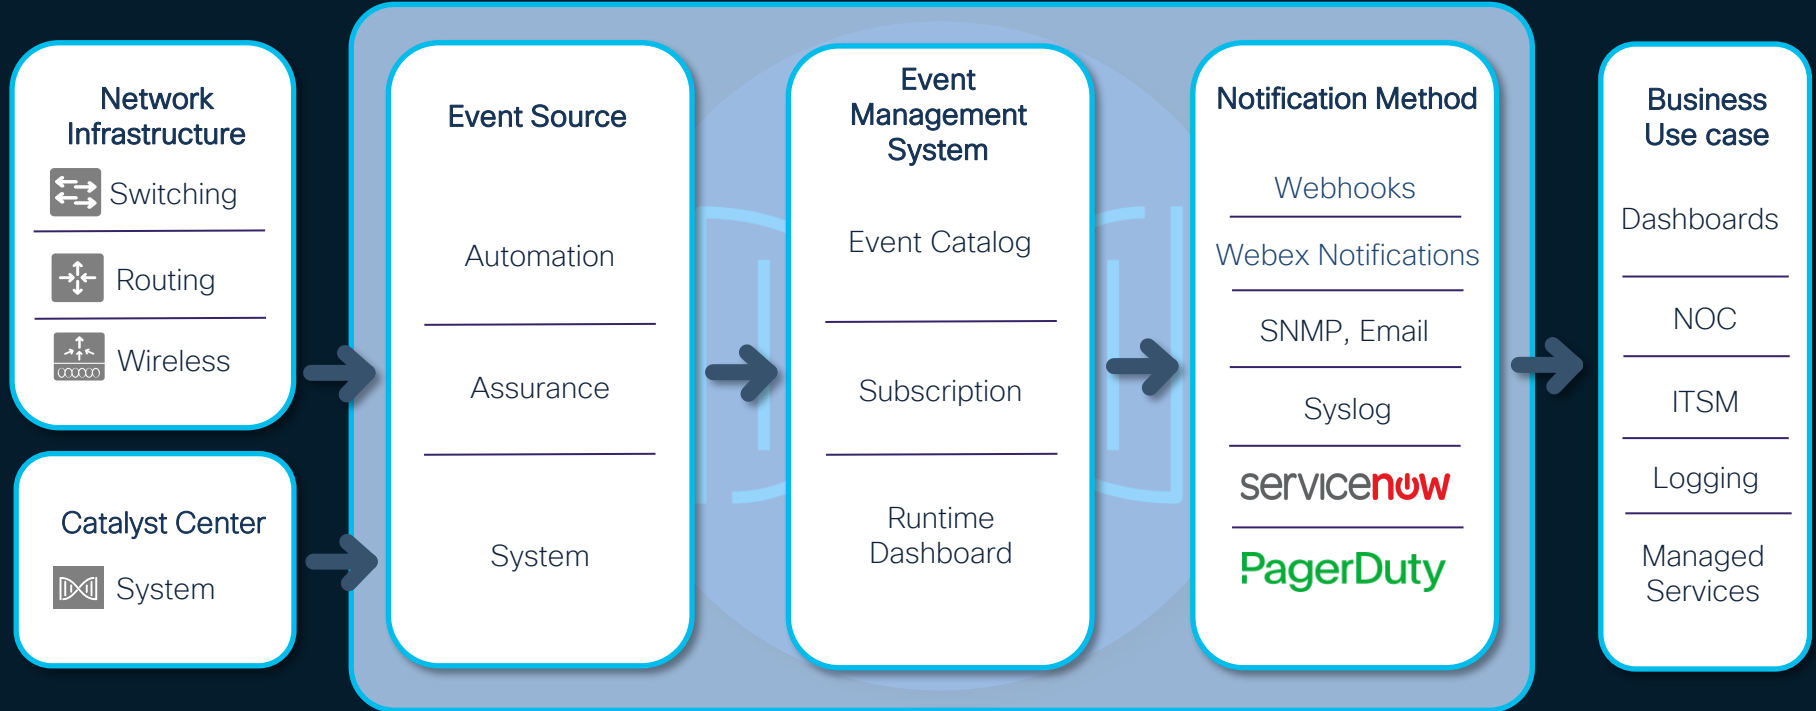 Network
Infrastructure
Switching
Routing
Wireless
Catalyst Center
System
Event Source
Automation
Assurance
System
Event
Management
System
Event Catalog
Subscription
Runtime
Dashboard
Notification Method
Webhooks
Webex Notifications
SNMP, Email
Syslog
servicenow
PagerDuty
Business
Use case
Dashboards
NOC
ITSM
Logging
Managed
Services